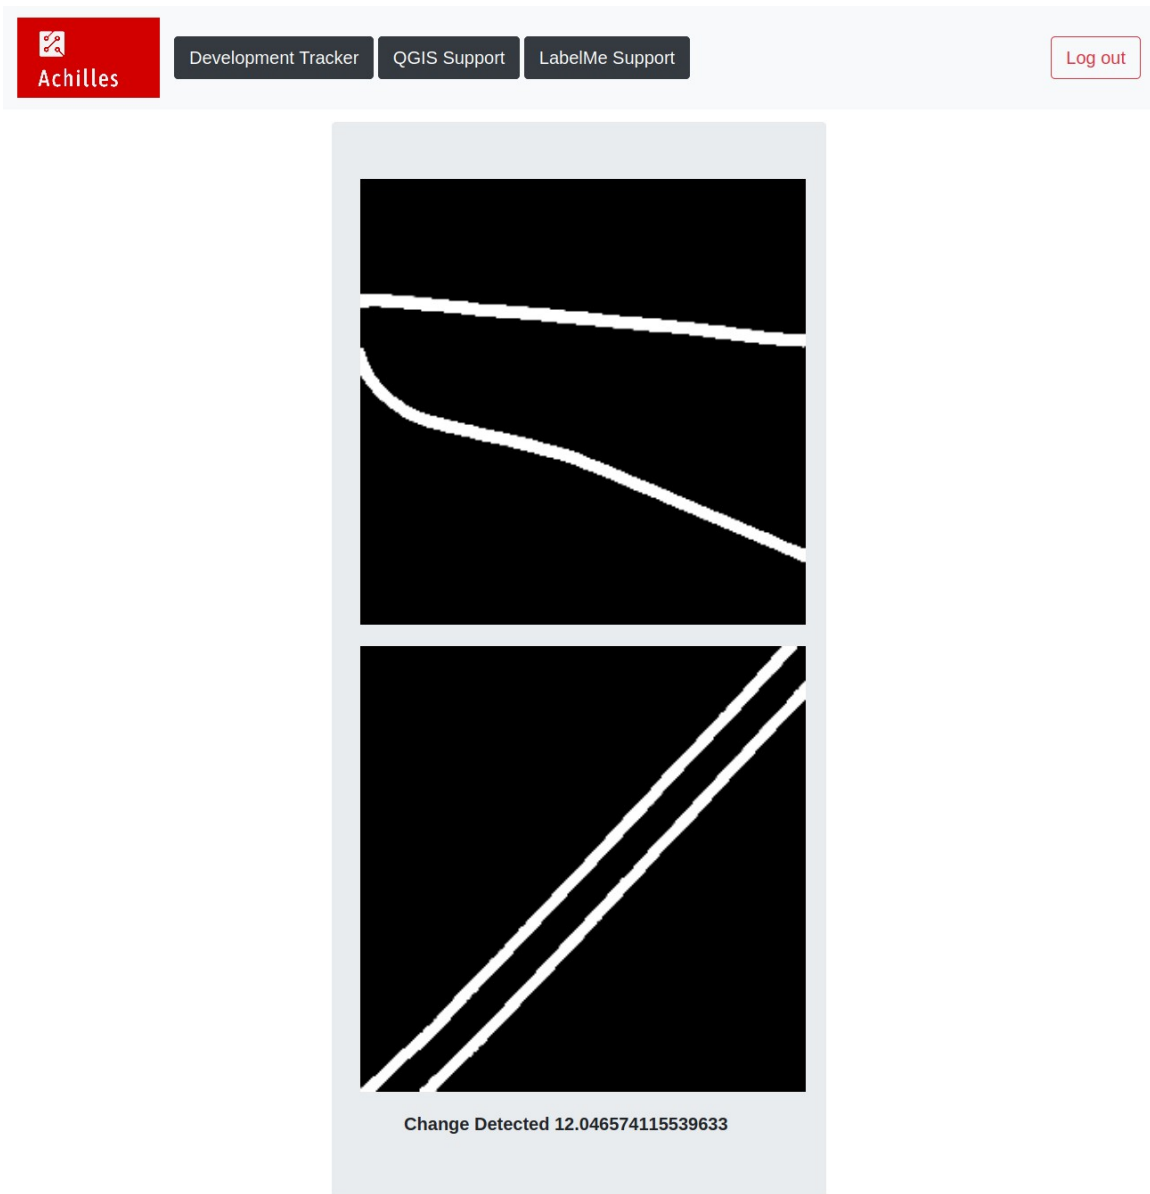 Achilles
Development Tracker QGIS Support LabelMe Support Log out
Change Detected 12.046574115539633